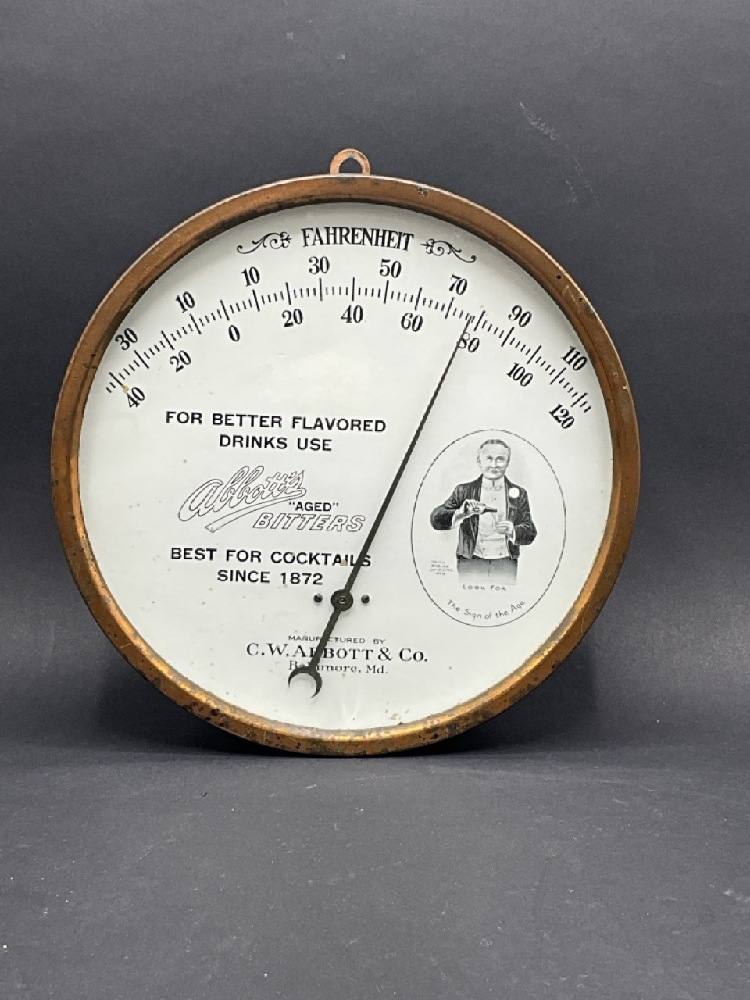 FAHRENHEIT
30 10 10 30 50 70 90 110
40 20 0 20 40 60 80 100 120
FOR BETTER FLAVORED
DRINKS USE
Abbott's
"AGED"
BITTERS
BEST FOR COCKTAILS
SINCE 1872
MANUFACTURED BY
C.W. ABBOTT & CO.
Baltimore, Md.
LOOK FOR
The Sign of the Age